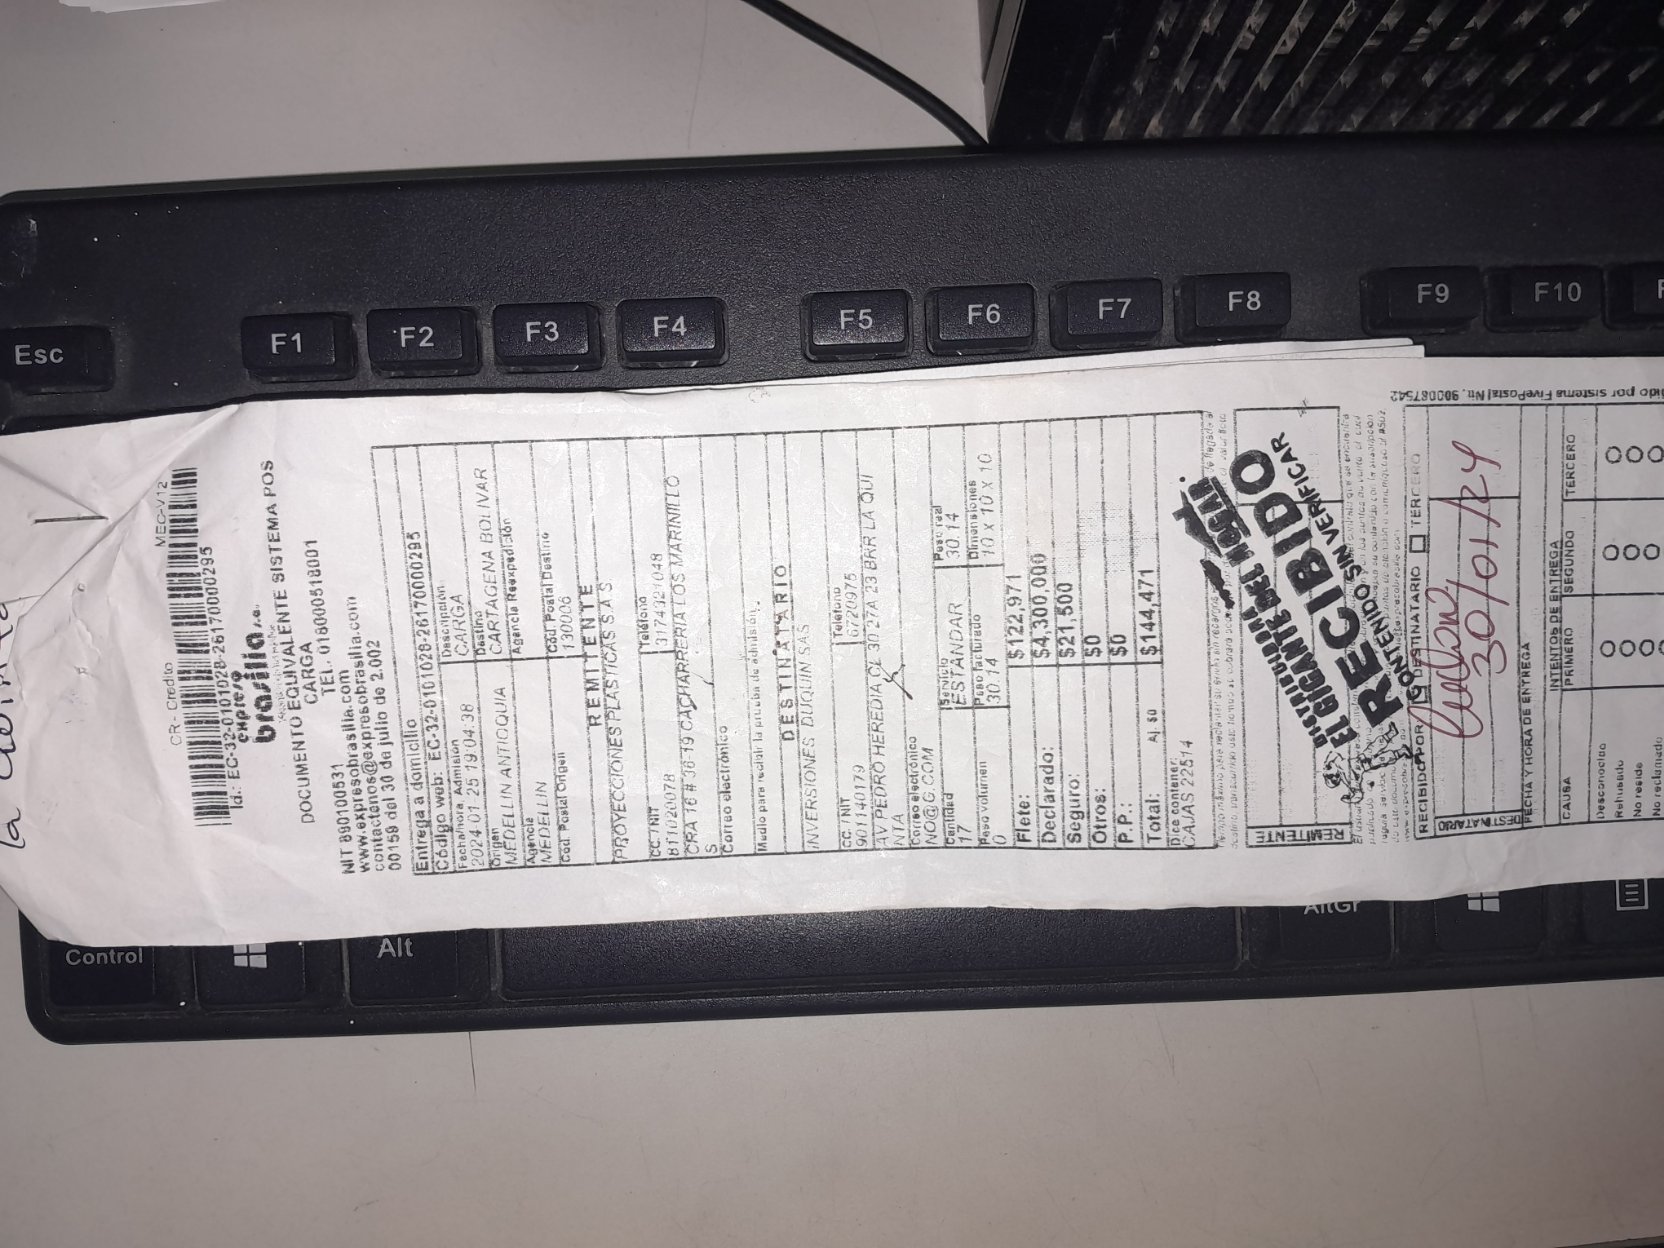 MEC-V12
CR - Credito
Id.: EC-32-0101028-26170000295
expreso
brasilia s.a.
DOCUMENTO EQUIVALENTE SISTEMA POS
CARGA
TEL. 018000518001
NIT 890100531
www.expresobrasilia.com
contactenos@expresobrasilia.com
00159 del 30 de julio de 2.002
Entrega a domicilio
Código web: EC-32-0101028-26170000295
Fecha/hora. Admisión Descripción
2024.01.25 19:04:38 CARGA
Origen Destino
MEDELLIN ANTIOQUIA CARTAGENA BOLIVAR
Agencia Agencia Reexpedición
MEDELLIN
Cód Postal Origen Cód. Postal Destino
130006
REMITENTE
PROYECCIONES PLASTICAS S.A.S
CC. / NIT Teléfono
811020078 3174321048
CRA 16 # 36-19 CACHARRERIA LOS MARINILLO
S
Correo electrónico
Medio para recibir la prueba de admisión.
DESTINATARIO
INVERSIONES DUQUIN SAS
CC. / NIT Teléfono
901140179 6720975
AV PEDRO HEREDIA CL 30 27A 23 BRR LA QUI
NTA
Correo electrónico
NO@G.COM
Cantidad Servicio Peso real
17 ESTANDAR 30.14
Peso volumen Peso facturado Dimensiones
0 30.14 10 X 10 X 10
Flete: $122,971
Declarado: $4,300,000
Seguro: $21,500
Otros: $0
P.P.: $0
Total: Aj. $0 $144,471
Dice contener:
CAJAS 22514
REMITENTE
DISTRIBUIDORA
EL GIGANTE DEL HOGAR.
RECIBIDO
CONTENIDO SIN VERIFICAR
RECIBIDO POR DESTINATARIO TERCERO
DESTINATARIO
30/01/24
FECHA Y HORA DE ENTREGA
INTENTOS DE ENTREGA
CAUSA PRIMERO SEGUNDO TERCERO
Desconocido
Rehusado
No reside
No reclamado
ido por sistema FivePostal Nit. 900087542
Esc
F1
F2
F3
F4
F5
F6
F7
F8
F9
F10
Control
Alt
AltGr